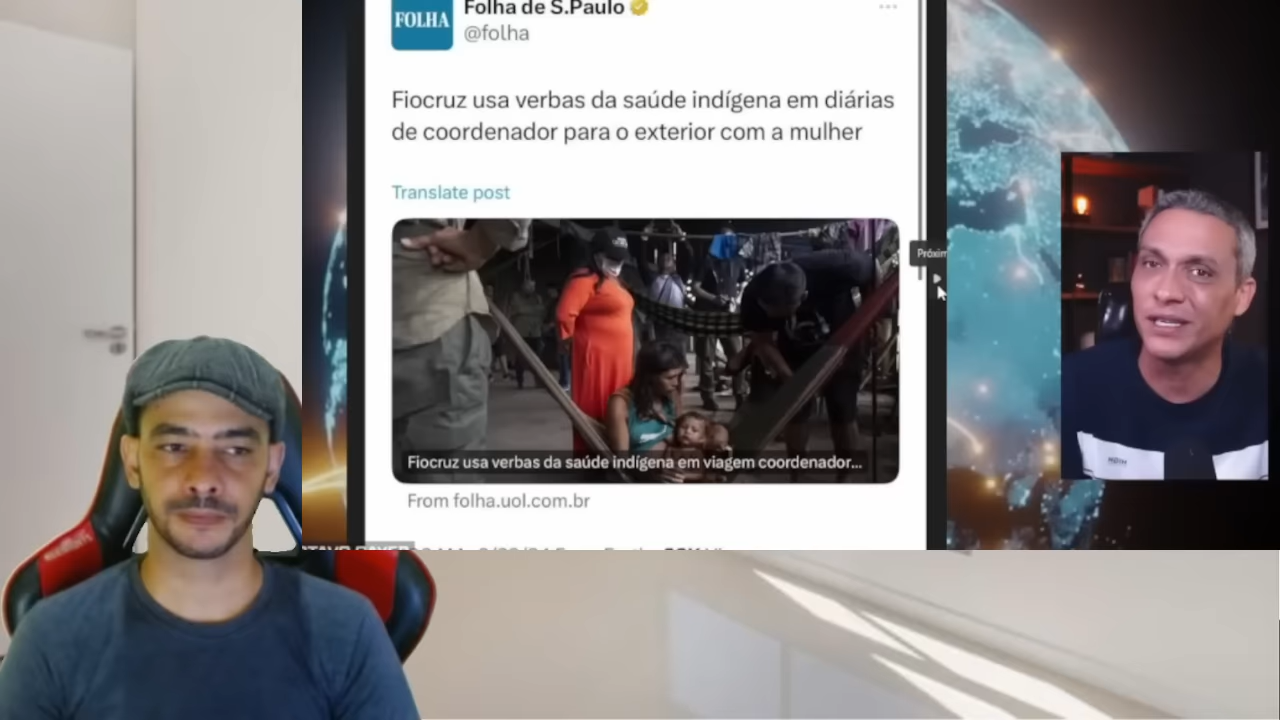 FOLHA
Folha de S.Paulo
@folha
Fiocruz usa verbas da saúde indígena em diárias
de coordenador para o exterior com a mulher
Translate post
Fiocruz usa verbas da saúde indígena em viagem coordenador...
From folha.uol.com.br